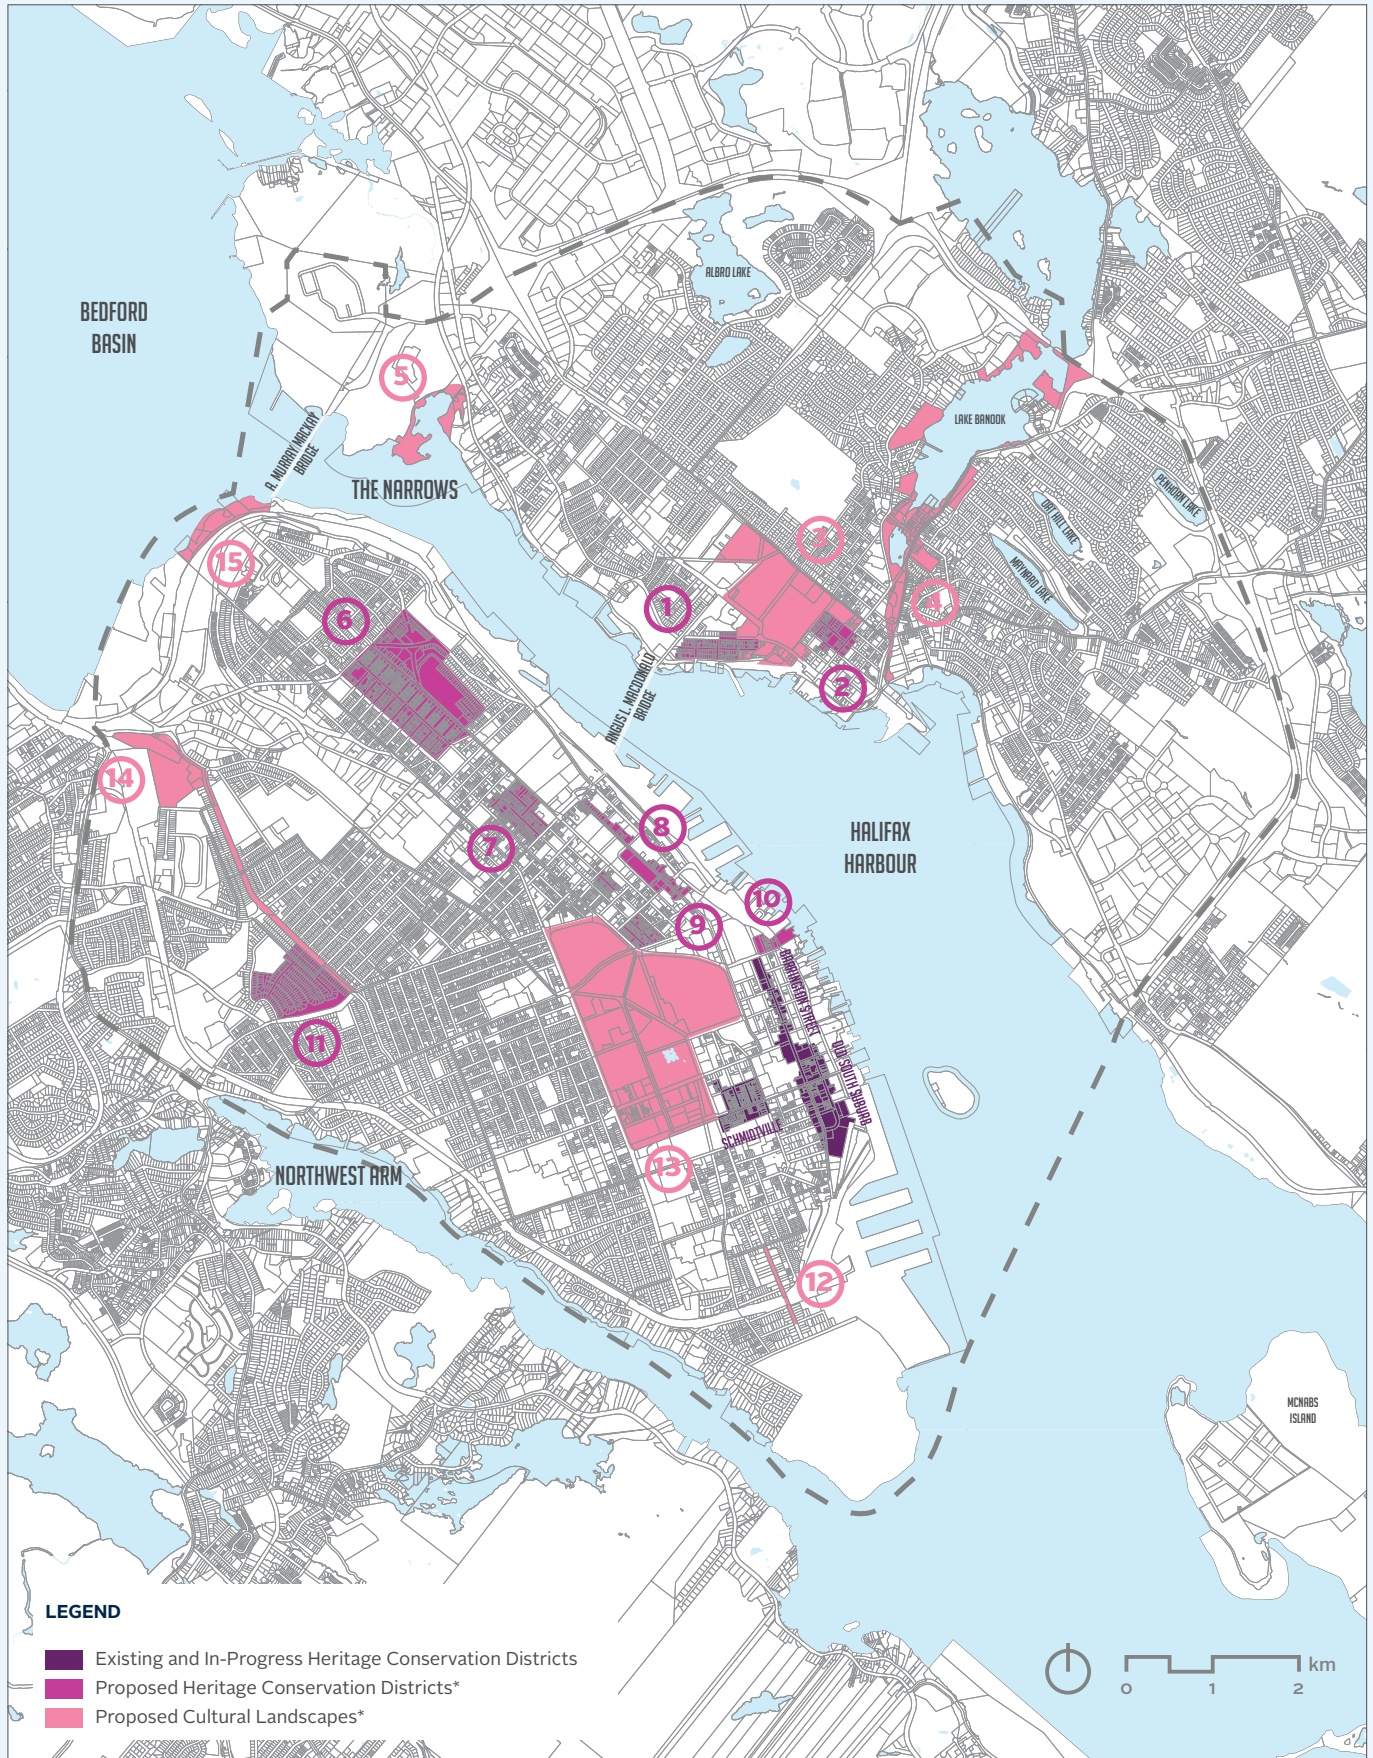 ALBRO LAKE
BEDFORD
BASIN
5
LAKE BANOOK
A. MURRAY MACKAY
BRIDGE
THE NARROWS
PENHORN LAKE
OAT HILL LAKE
MAYNARD LAKE
3
15
4
1
6
2
ANGUS L. MACDONALD
BRIDGE
14
8
7
HALIFAX
HARBOUR
10
9
BARRINGTON STREET
11
OLD SOUTH SUBURB
SCHMIDTVILLE
13
NORTHWEST ARM
12
MCNABS
ISLAND
LEGEND
Existing and In-Progress Heritage Conservation Districts
Proposed Heritage Conservation Districts*
Proposed Cultural Landscapes*
km
0 1 2